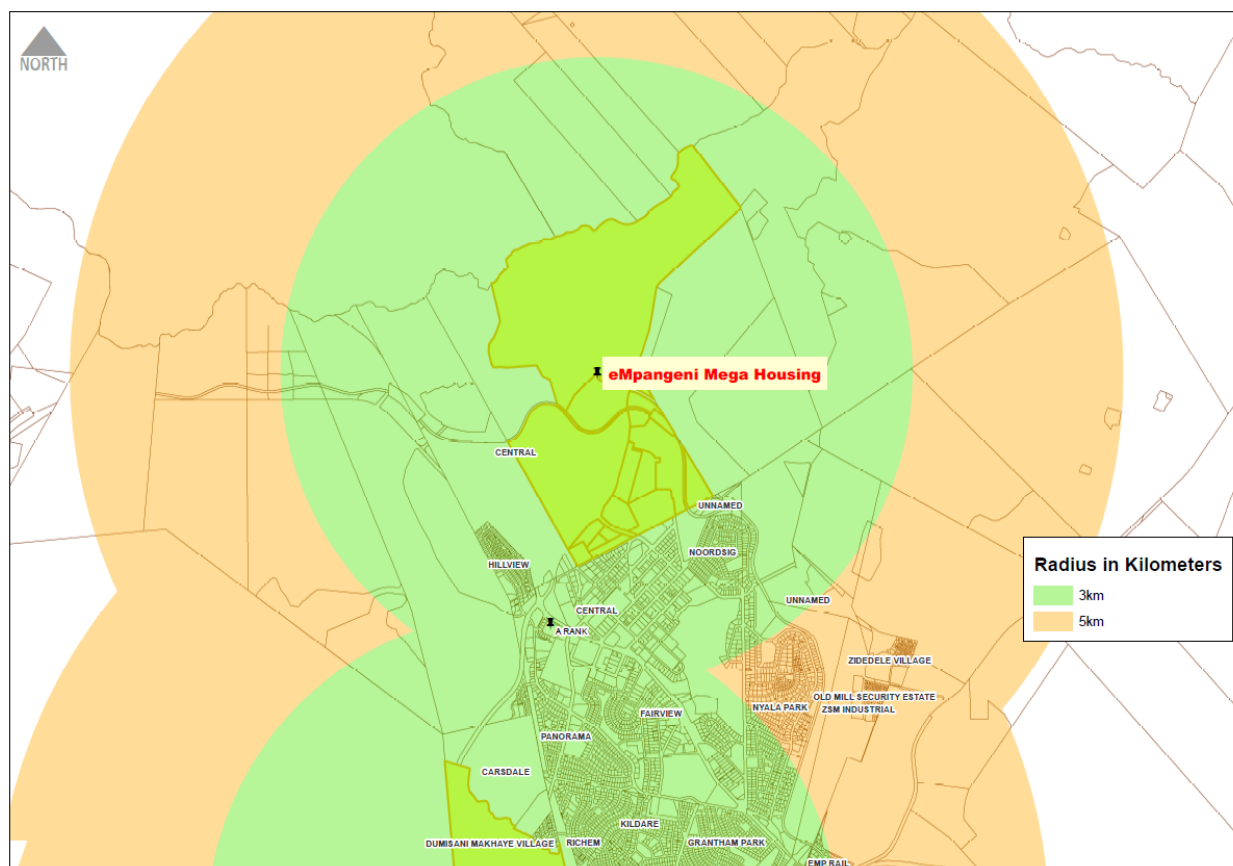 NORTH
eMpangeni Mega Housing
CENTRAL
UNNAMED
NOORDSIG
HILLVIEW
Radius in Kilometers
3km
5km
UNNAMED
CENTRAL
A RANK
ZIDEDELE VILLAGE
OLD MILL SECURITY ESTATE
NYALA PARK
ZSM INDUSTRIAL
FAIRVIEW
PANORAMA
CARSDALE
KILDARE
DUMISANI MAKHAYE VILLAGE
RICHEM
GRANTHAM PARK
EMP RAIL